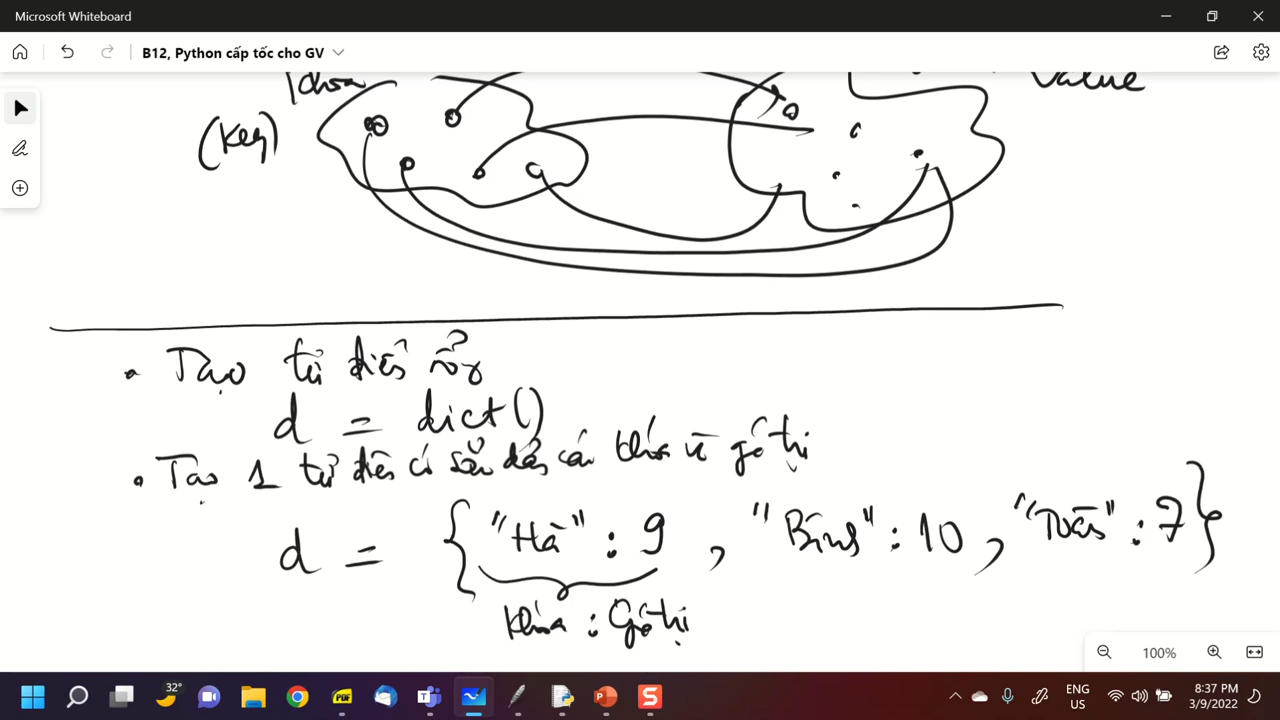 Microsoft Whiteboard
B12, Python cấp tốc cho GV
Khóa
Value
(Key)
• Tạo từ điển rỗng
d = dict()
• Tạo 1 từ điển có sẵn các khóa và giá trị
d = {"Hà" : 9, "Bình" : 10, "Toàn" : 7}
khóa : Giá trị
100%
32°
ENG
US
8:37 PM
3/9/2022